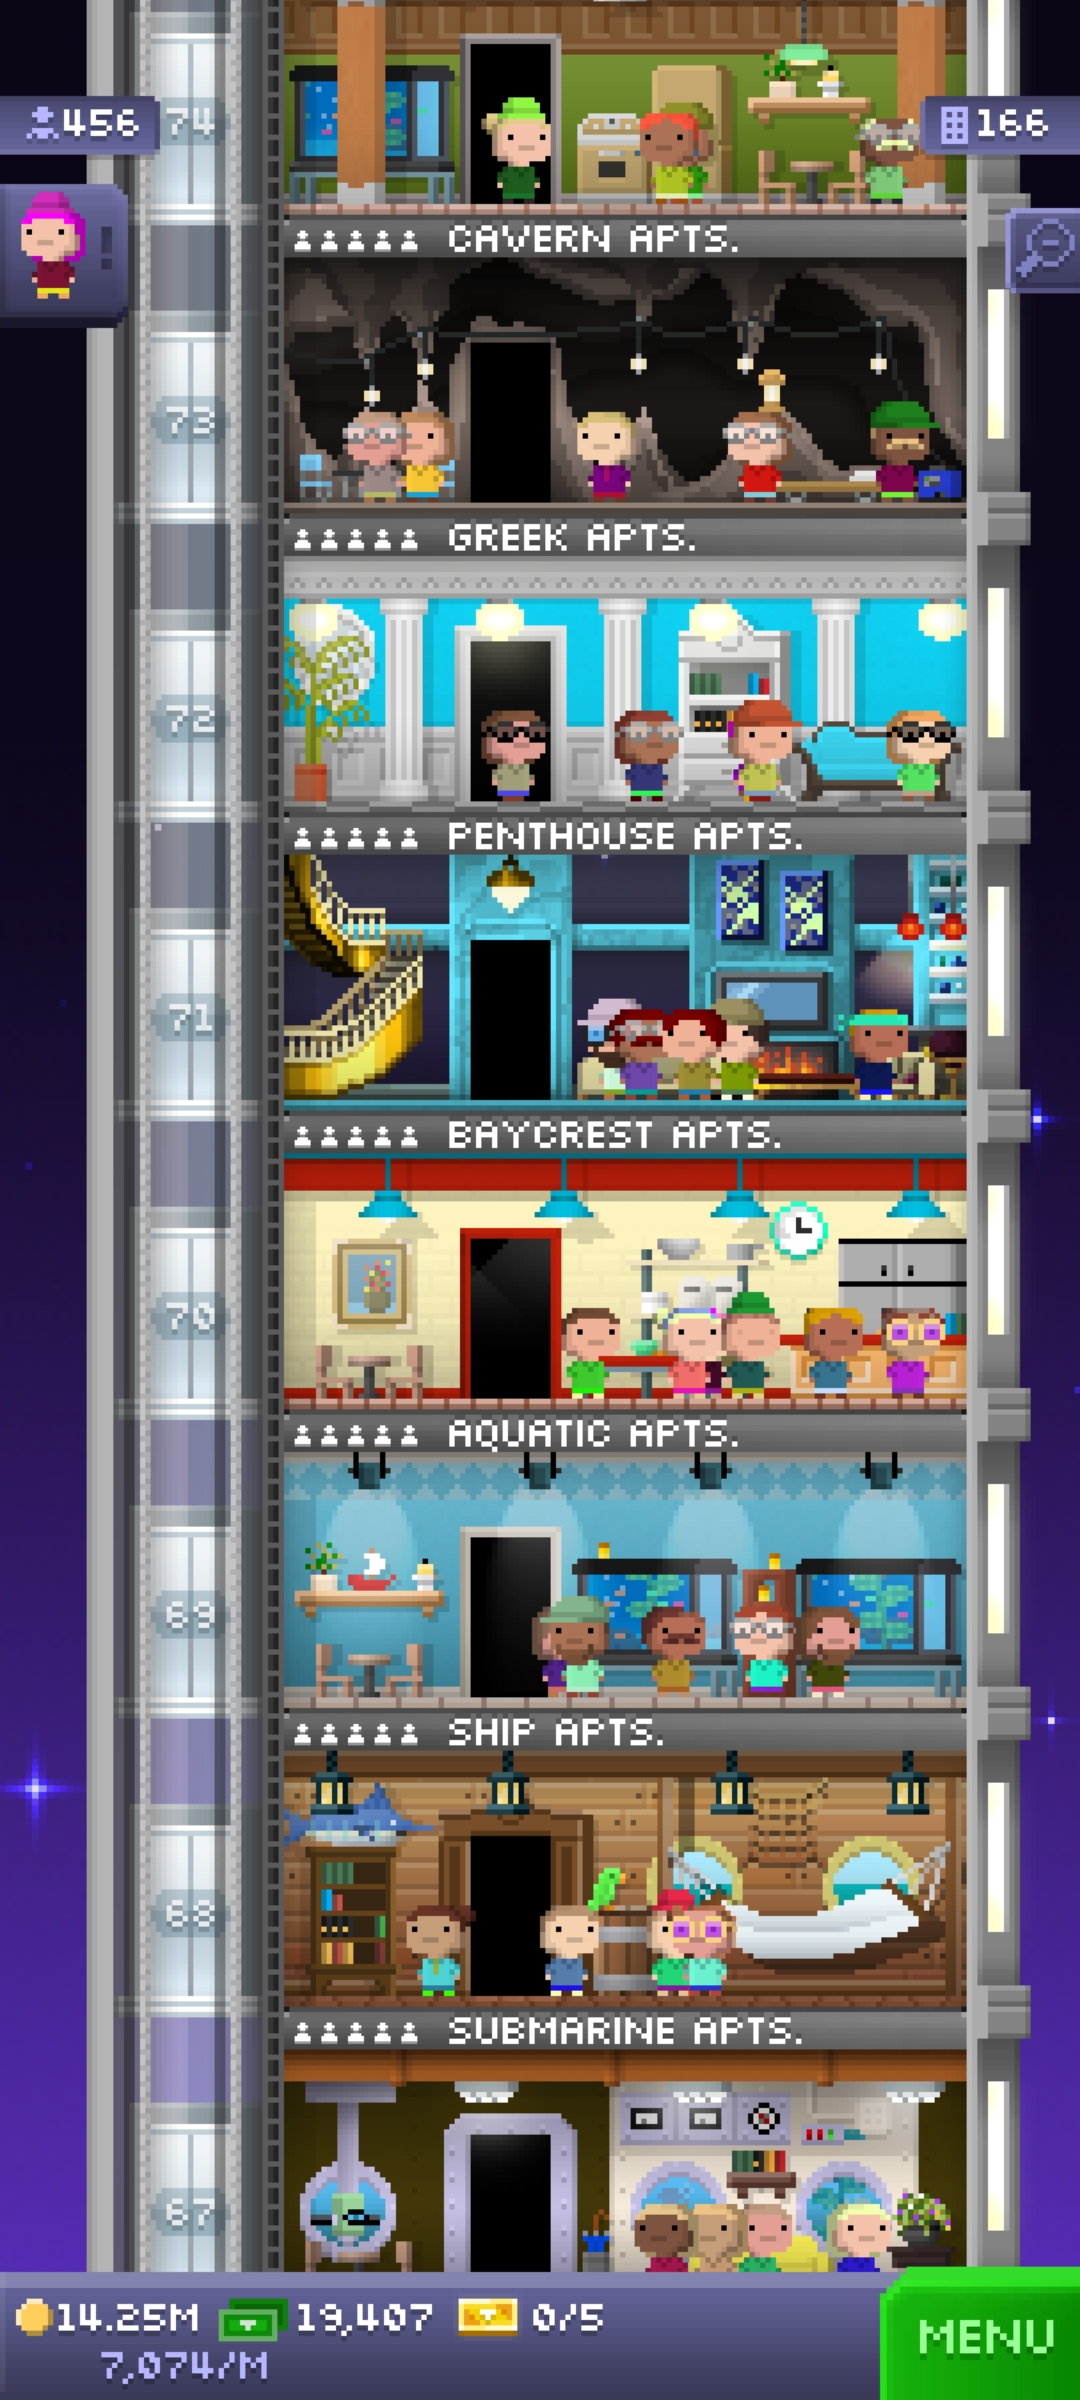 74
456
166
!
CAVERN APTS.
73
GREEK APTS.
72
PENTHOUSE APTS.
71
BAYCREST APTS.
70
AQUATIC APTS.
69
SHIP APTS.
68
SUBMARINE APTS.
67
14.25M 19,407 0/5
7,074/M
MENU